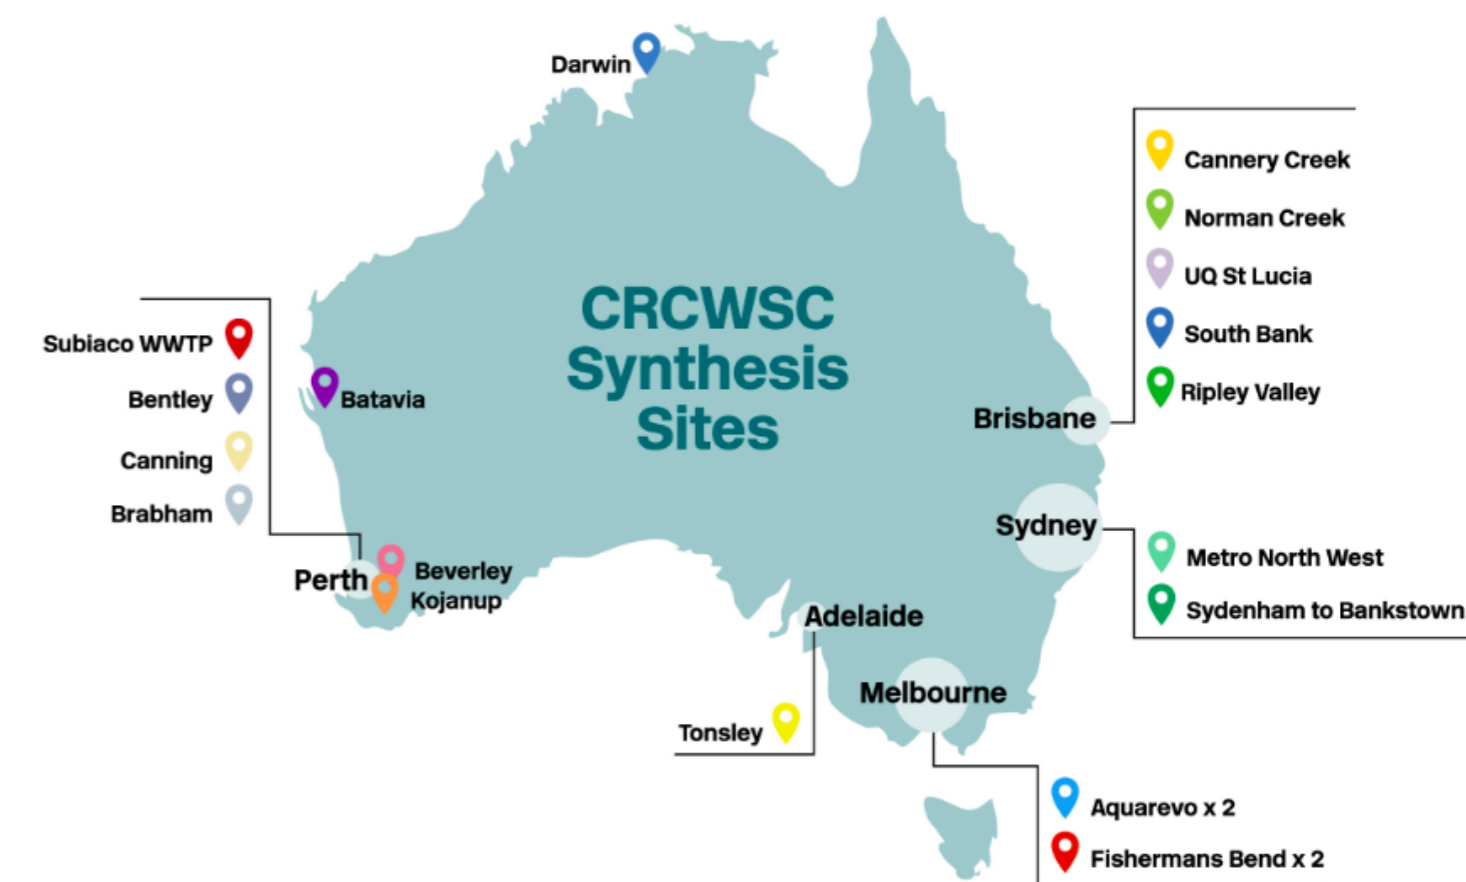 Darwin
Cannery Creek
Norman Creek
UQ St Lucia
South Bank
Ripley Valley
CRCWSC
Synthesis
Sites
Subiaco WWTP
Bentley
Canning
Brabham
Batavia
Brisbane
Sydney
Metro North West
Sydenham to Bankstown
Perth
Beverley
Kojanup
Adelaide
Melbourne
Tonsley
Aquarevo x 2
Fishermans Bend x 2